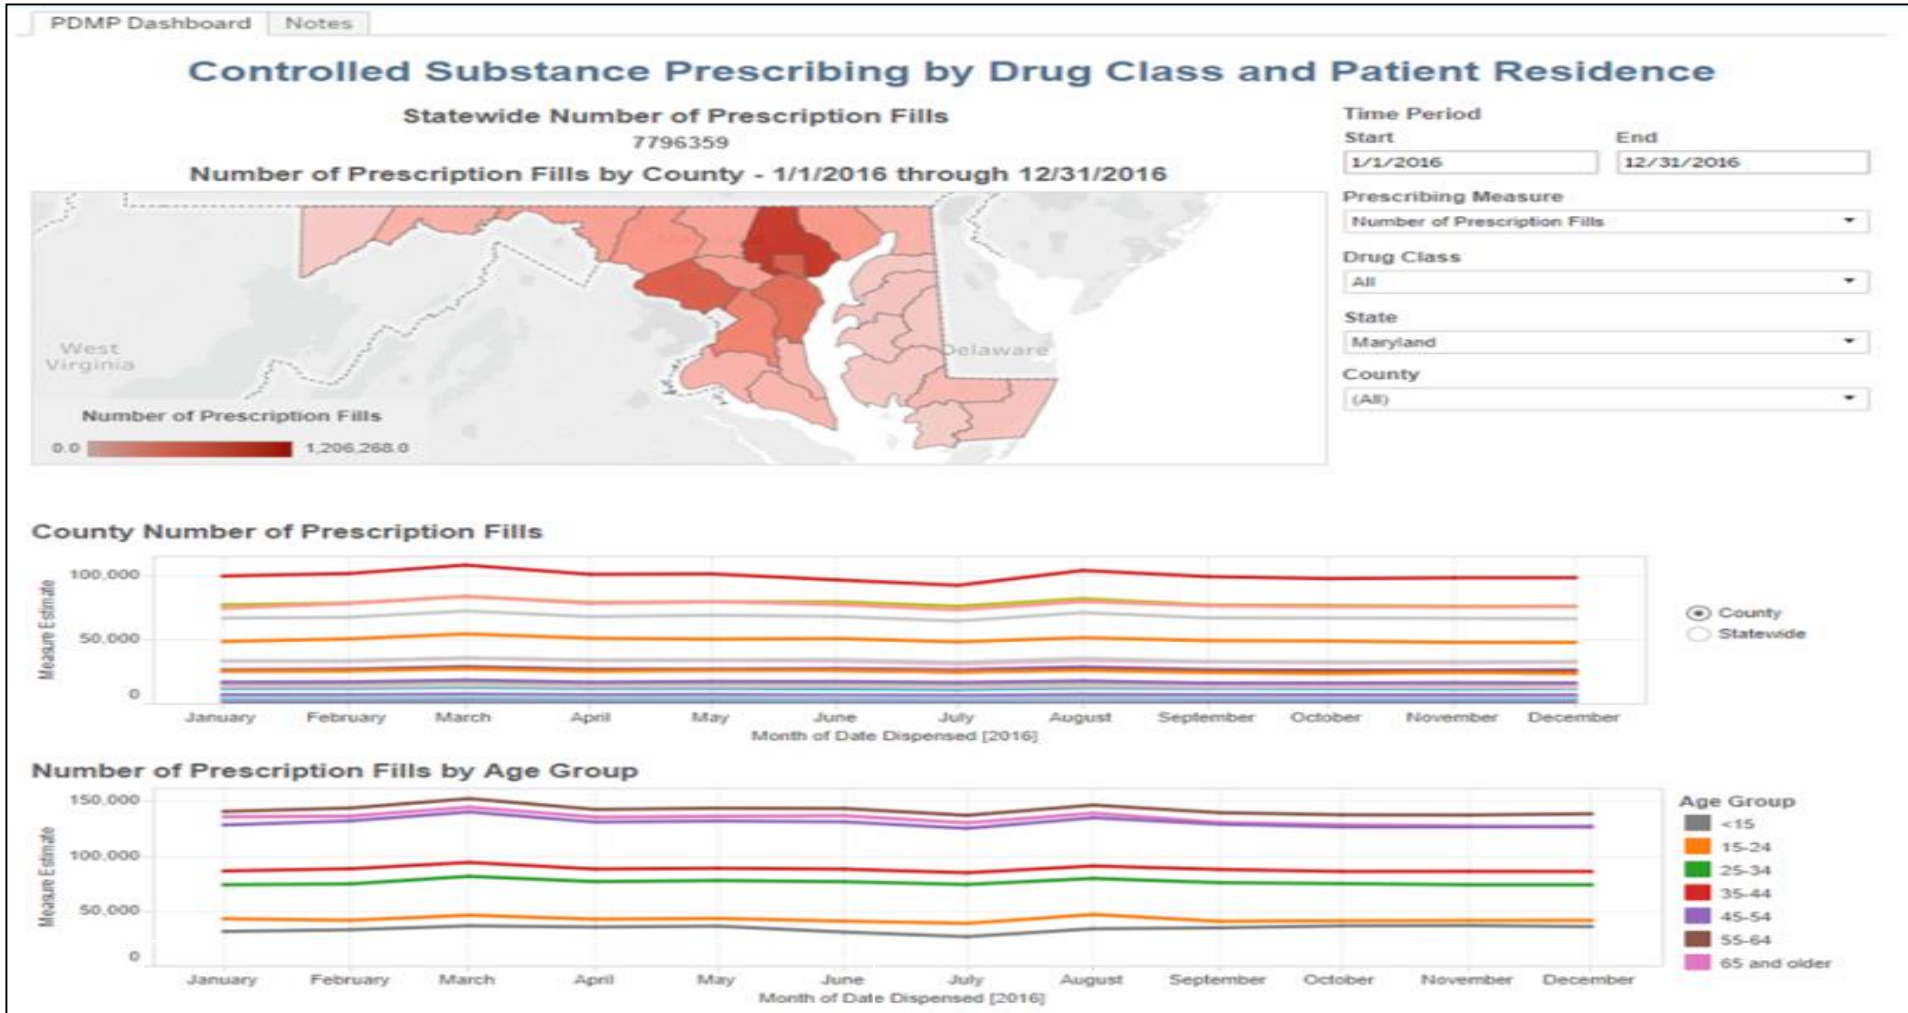 PDMP Dashboard Notes
Controlled Substance Prescribing by Drug Class and Patient Residence
Statewide Number of Prescription Fills
7796359
Number of Prescription Fills by County - 1/1/2016 through 12/31/2016
West
Virginia
Delaware
Number of Prescription Fills
0.0 1,206,268.0
Time Period
Start End
1/1/2016 12/31/2016
Prescribing Measure
Number of Prescription Fills
Drug Class
All
State
Maryland
County
(All)
County Number of Prescription Fills
Measure Estimate
100,000
50,000
0
January February March April May June July August September October November December
Month of Date Dispensed [2016]
County
Statewide
Number of Prescription Fills by Age Group
Measure Estimate
150,000
100,000
50,000
0
January February March April May June July August September October November December
Month of Date Dispensed [2016]
Age Group
<15
15-24
25-34
35-44
45-54
55-64
65 and older